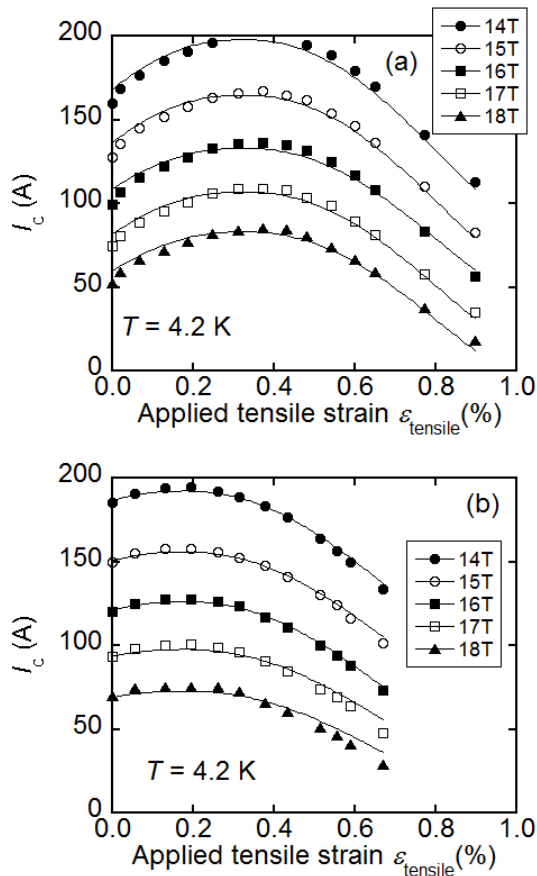 (a)
14T
15T
16T
17T
18T
200
150
100
50
0
I_c (A)
T = 4.2 K
0.0 0.2 0.4 0.6 0.8 1.0
Applied tensile strain ε_tensile(%)
(b)
14T
15T
16T
17T
18T
200
150
100
50
0
I_c (A)
T = 4.2 K
0.0 0.2 0.4 0.6 0.8 1.0
Applied tensile strain ε_tensile(%)